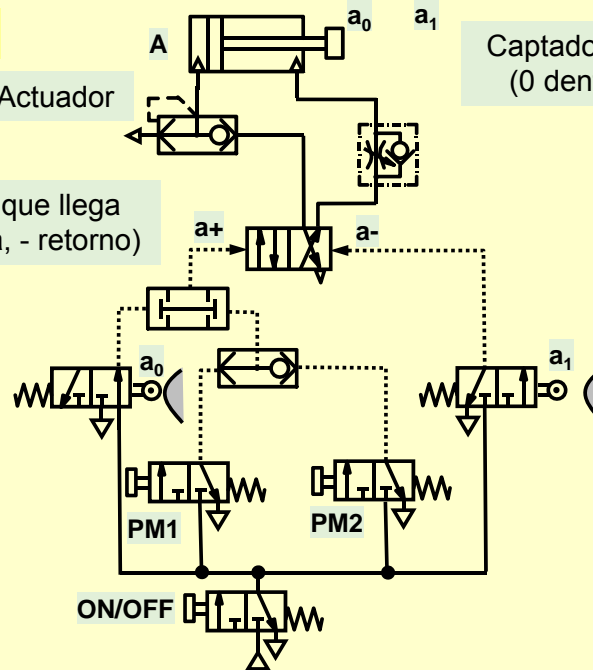 A
a₀
a₁
Captado
(0 den
Actuador
que llega
, - retorno)
a+
a-
a₀
a₁
PM1
PM2
ON/OFF